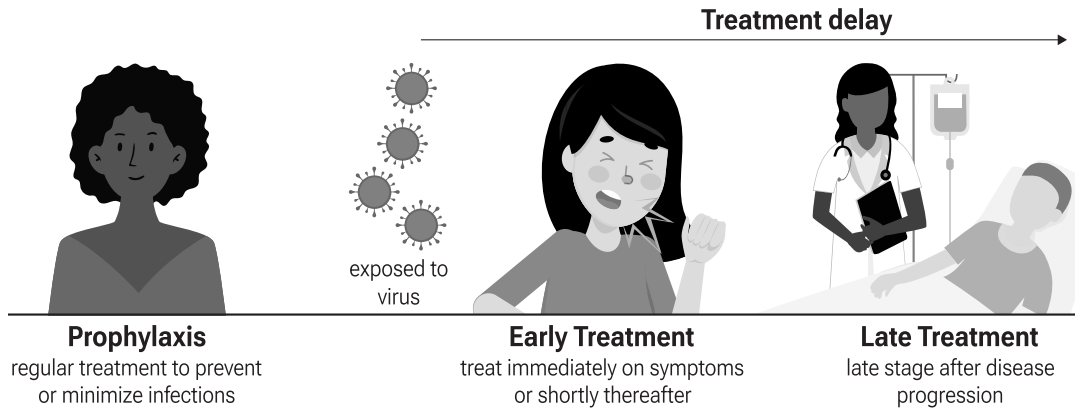 Treatment delay
exposed to
virus
Prophylaxis
regular treatment to prevent
or minimize infections
Early Treatment
treat immediately on symptoms
or shortly thereafter
Late Treatment
late stage after disease
progression